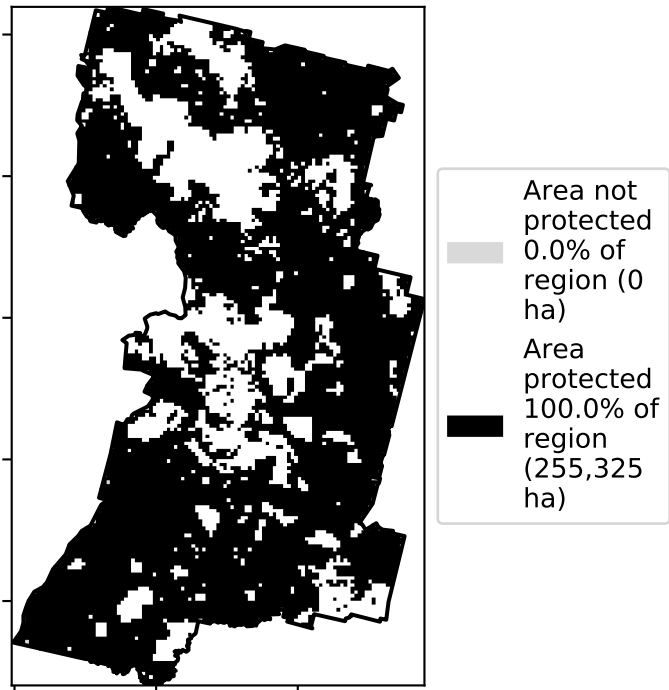 Area not
protected
0.0% of
region (0
ha)
Area
protected
100.0% of
region
(255,325
ha)